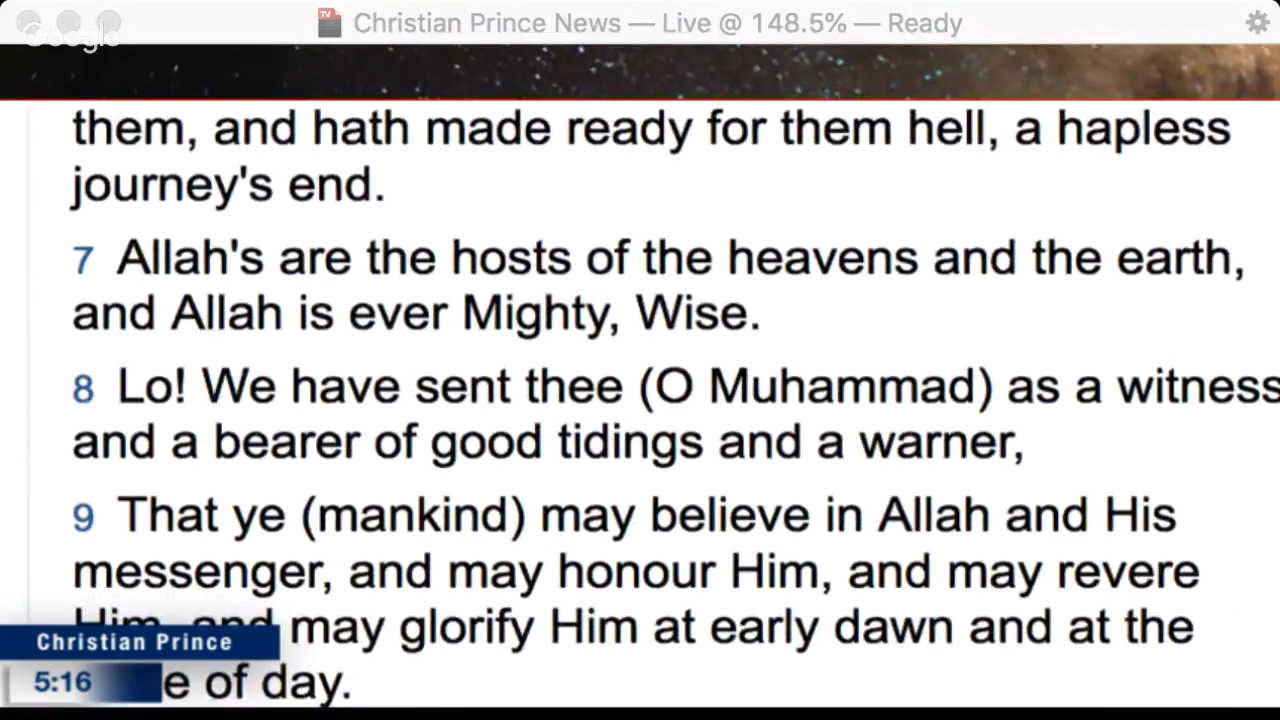 Christian Prince News — Live @ 148.5% — Ready
Google
them, and hath made ready for them hell, a hapless
journey's end.
7 Allah's are the hosts of the heavens and the earth,
and Allah is ever Mighty, Wise.
8 Lo! We have sent thee (O Muhammad) as a witness
and a bearer of good tidings and a warner,
9 That ye (mankind) may believe in Allah and His
messenger, and may honour Him, and may revere
Him, and may glorify Him at early dawn and at the
e of day.
Christian Prince
5:16